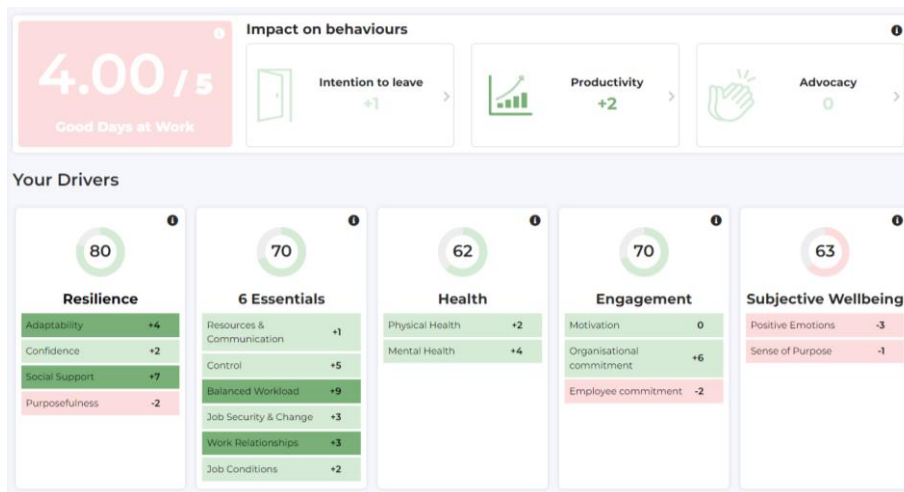 Impact on behaviours
4.00 / 5
Good Days at Work
Intention to leave
+1
Productivity
+2
Advocacy
0
Your Drivers
80
Resilience
Adaptability +4
Confidence +2
Social Support +7
Purposefulness -2
70
6 Essentials
Resources &
Communication +1
Control +5
Balanced Workload +9
Job Security & Change +3
Work Relationships +3
Job Conditions +2
62
Health
Physical Health +2
Mental Health +4
70
Engagement
Motivation 0
Organisational
commitment +6
Employee commitment -2
63
Subjective Wellbeing
Positive Emotions -3
Sense of Purpose -1